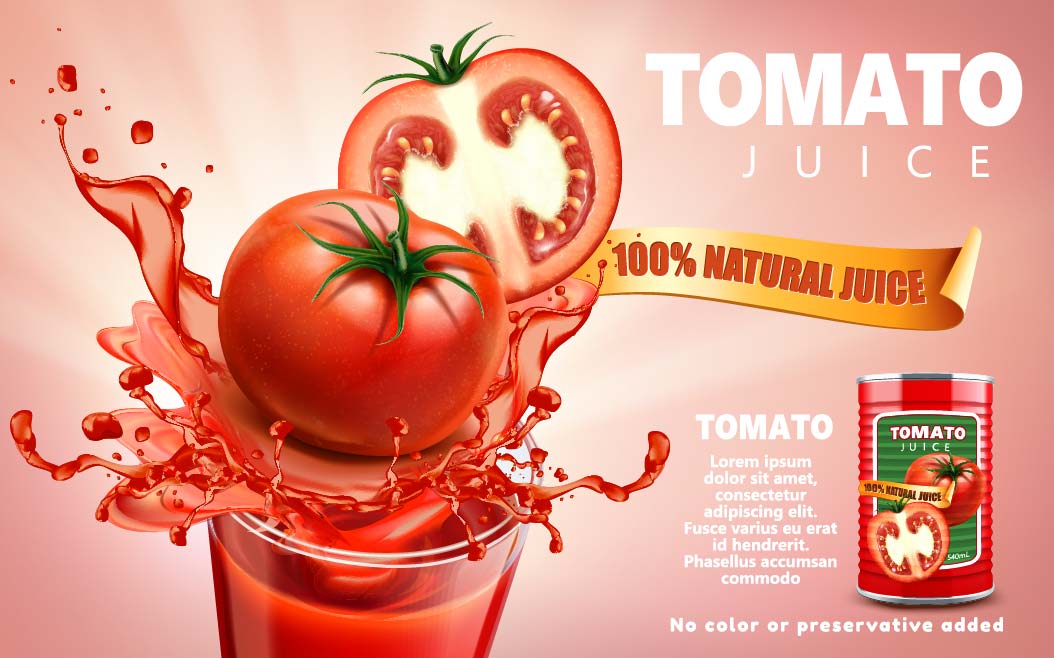 TOMATO
JUICE
100% NATURAL JUICE
TOMATO
Lorem ipsum
dolor sit amet,
consectetur
adipiscing elit.
Fusce varius eu erat
id hendrerit.
Phasellus accumsan
commodo
TOMATO
JUICE
100% NATURAL JUICE
540mL
No color or preservative added